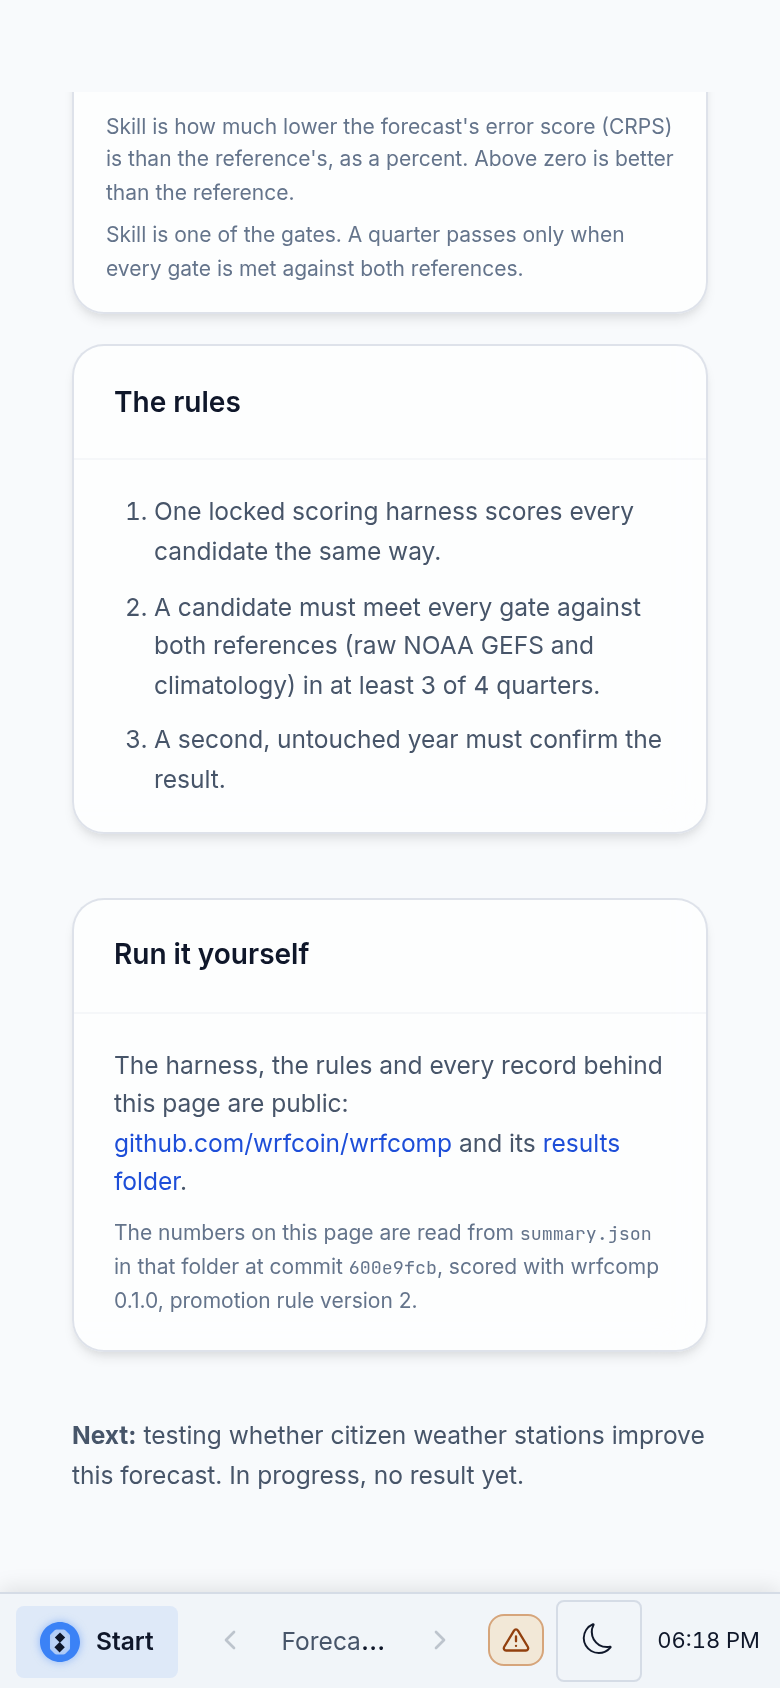 Skill is how much lower the forecast's error score (CRPS)
is than the reference's, as a percent. Above zero is better
than the reference.
Skill is one of the gates. A quarter passes only when
every gate is met against both references.
The rules
1. One locked scoring harness scores every
candidate the same way.
2. A candidate must meet every gate against
both references (raw NOAA GEFS and
climatology) in at least 3 of 4 quarters.
3. A second, untouched year must confirm the
result.
Run it yourself
The harness, the rules and every record behind
this page are public:
github.com/wrfcoin/wrfcomp and its results
folder.
The numbers on this page are read from summary.json
in that folder at commit 600e9fcb, scored with wrfcomp
0.1.0, promotion rule version 2.
Next: testing whether citizen weather stations improve
this forecast. In progress, no result yet.
Start
Foreca...
06:18 PM